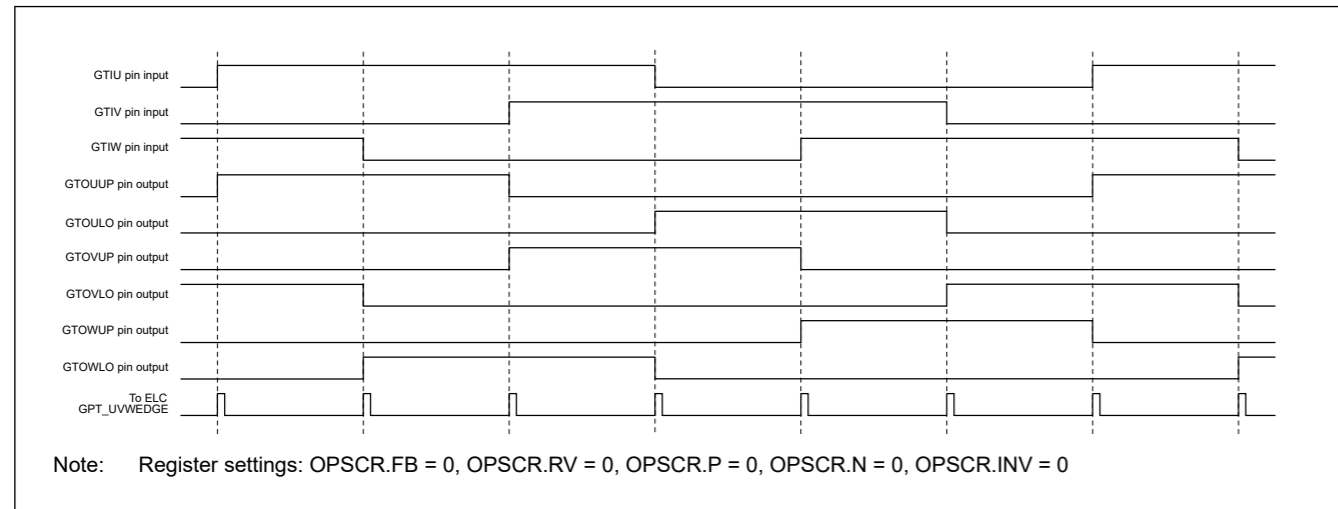 GTIU pin input
GTIV pin input
GTIW pin input
GTOUUP pin output
GTOULO pin output
GTOVUP pin output
GTOVLO pin output
GTOWUP pin output
GTOWLO pin output
To ELC
GPT_UVWEDGE
Note: Register settings: OPSCR.FB = 0, OPSCR.RV = 0, OPSCR.P = 0, OPSCR.N = 0, OPSCR.INV = 0